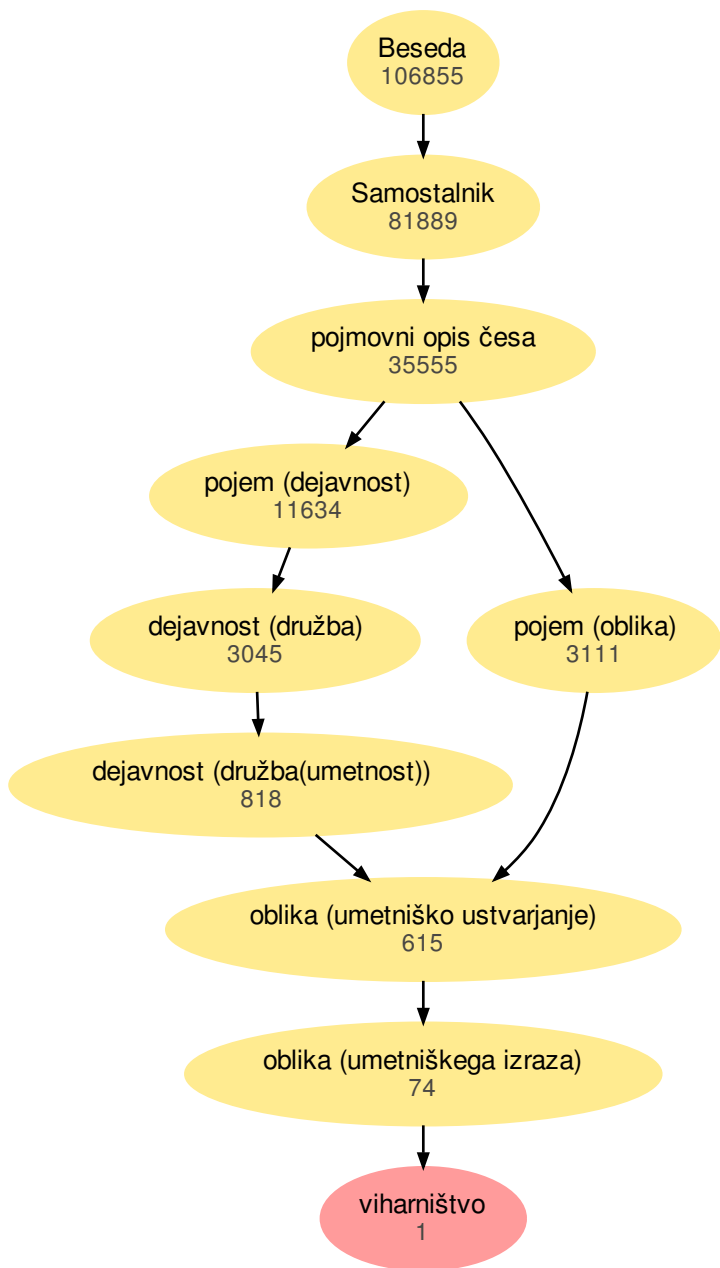 Beseda
106855
Samostalnik
81889
pojmovni opis česa
35555
pojem (dejavnost)
11634
dejavnost (družba)
3045
pojem (oblika)
3111
dejavnost (družba(umetnost))
818
oblika (umetniško ustvarjanje)
615
oblika (umetniškega izraza)
74
viharništvo
1